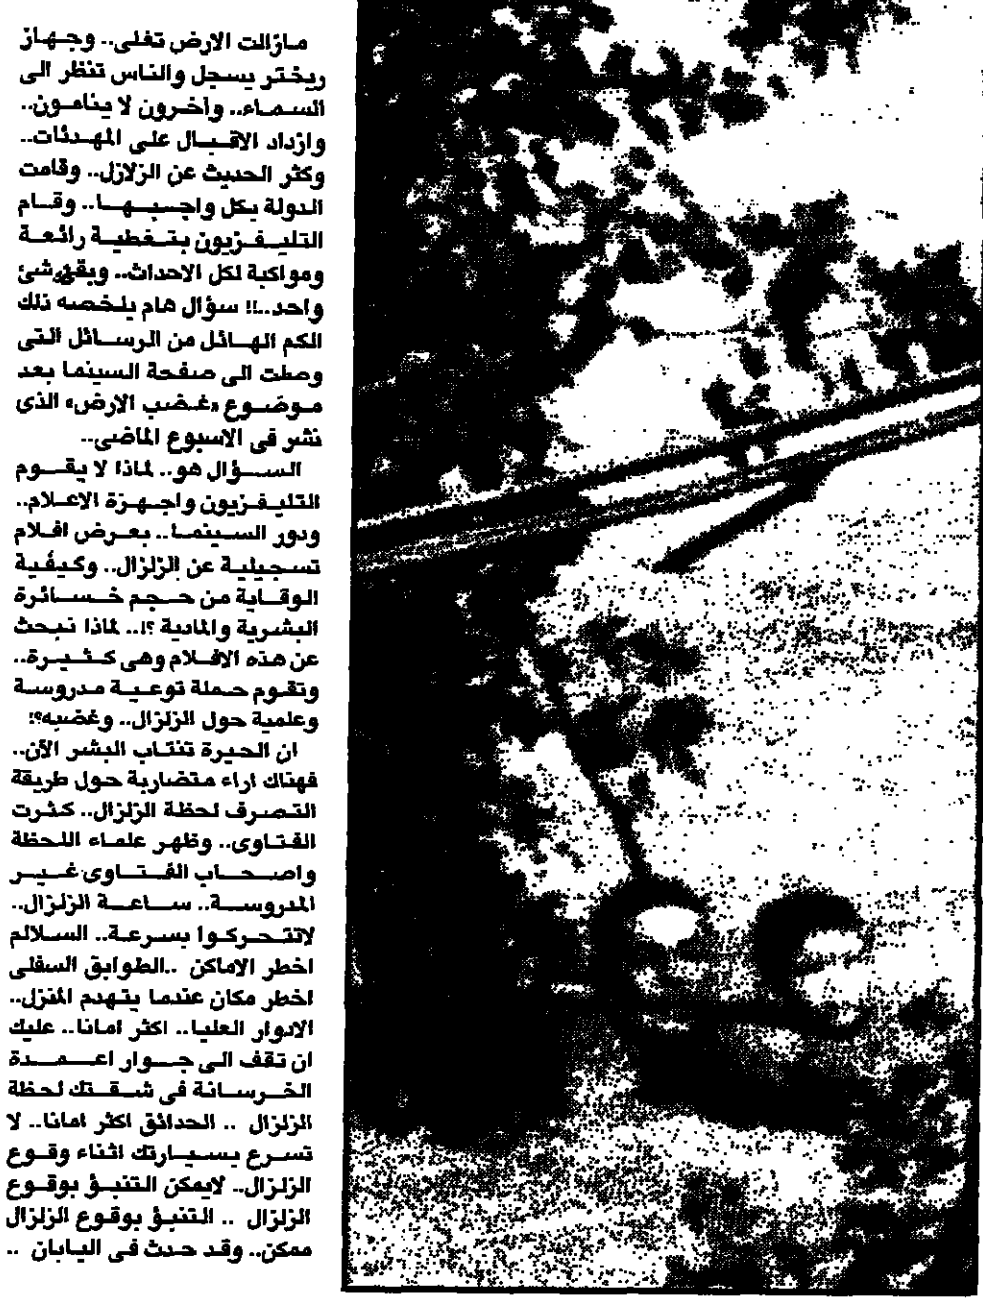 مازالت الارض تغلى.. وجهاز
ريختر يسجل والناس تنظر الى
السماء.. واخرون لا ينامون..
وازداد الاقبال على المهدئات..
وكثر الحديث عن الزلازل.. وقامت
الدولة بكل واجبها.. وقام
التليفزيون بتغطية رائعة
ومواكبة لكل الاحداث.. وبقى شئ
واحد..!! سؤال هام يلخصه ذلك
الكم الهائل من الرسائل التى
وصلت الى صفحة السينما بعد
موضوع «غضب الارض» الذى
نشر فى الاسبوع الماضى..
السؤال هو.. لماذا لا يقوم
التليفزيون واجهزة الاعلام..
ودور السينما.. بعرض افلام
تسجيلية عن الزلزال.. وكيفية
الوقاية من حجم خسائرة
البشرية والمادية ؟!.. لماذا نبحث
عن هذه الافلام وهى كثيرة..
وتقوم حملة توعية مدروسة
وعلمية حول الزلزال.. وغضبه؟!
ان الحيرة تنتاب البشر الآن..
فهناك اراء متضاربة حول طريقة
التصرف لحظة الزلزال.. كثرت
الفتاوى.. وظهر علماء اللحظة
واصحاب الفتاوى غير
المدروسة.. ساعة الزلزال..
لاتتحركوا بسرعة.. السلالم
اخطر الاماكن ..الطوابق السفلى
اخطر مكان عندما يتهدم المنزل..
الادوار العليا.. اكثر امانا.. عليك
ان تقف الى جوار اعمدة
الخرسانة فى شقتك لحظة
الزلزال .. الحدائق اكثر امانا.. لا
تسرع بسيارتك اثناء وقوع
الزلزال.. لايمكن التنبؤ بوقوع
الزلزال .. التنبؤ بوقوع الزلزال
ممكن.. وقد حدث فى اليابان ..